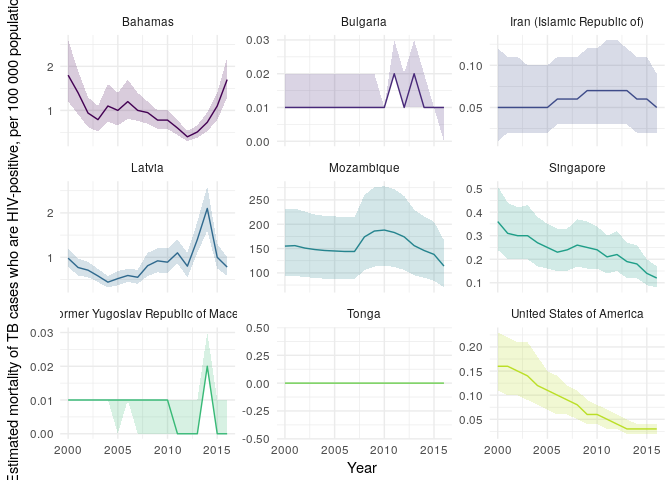 Estimated mortality of TB cases who are HIV-positive, per 100 000 populatio
Bahamas
Bulgaria
Iran (Islamic Republic of)
2
1
0.03
0.02
0.01
0.00
0.10
0.05
Latvia
Mozambique
Singapore
2
1
250
200
150
100
0.5
0.4
0.3
0.2
0.1
ormer Yugoslav Republic of Mace
Tonga
United States of America
0.03
0.02
0.01
0.00
0.50
0.25
0.00
-0.25
-0.50
0.20
0.15
0.10
0.05
2000 2005 2010 2015
2000 2005 2010 2015
2000 2005 2010 2015
Year